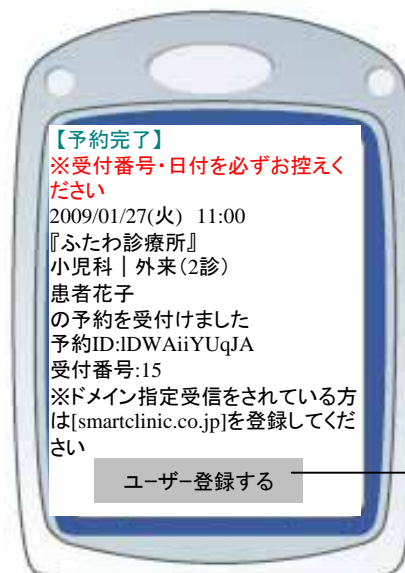 【予約完了】
※受付番号・日付を必ずお控えく
ださい
2009/01/27(火) 11:00
『ふたわ診療所』
小児科｜外来(2診)
患者花子
の予約を受付けました
予約ID:lDWAiiYUqJA
受付番号:15
※ドメイン指定受信をされている方
は[smartclinic.co.jp]を登録してくだ
さい
ユーザー登録する